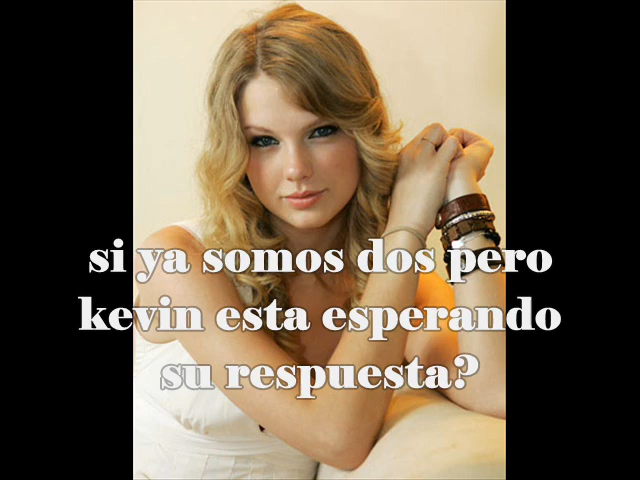 si ya somos dos pero
kevin esta esperando
su respuesta?